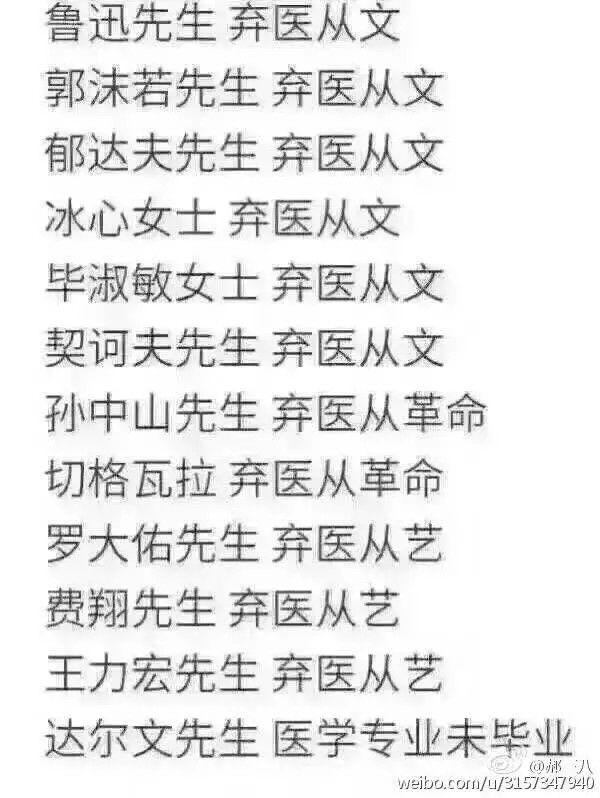 鲁迅先生 弃医从文
郭沫若先生 弃医从文
郁达夫先生 弃医从文
冰心女士 弃医从文
毕淑敏女士 弃医从文
契诃夫先生 弃医从文
孙中山先生 弃医从革命
切格瓦拉 弃医从革命
罗大佑先生 弃医从艺
费翔先生 弃医从艺
王力宏先生 弃医从艺
达尔文先生 医学专业未毕业
weibo.com/u/3157347940